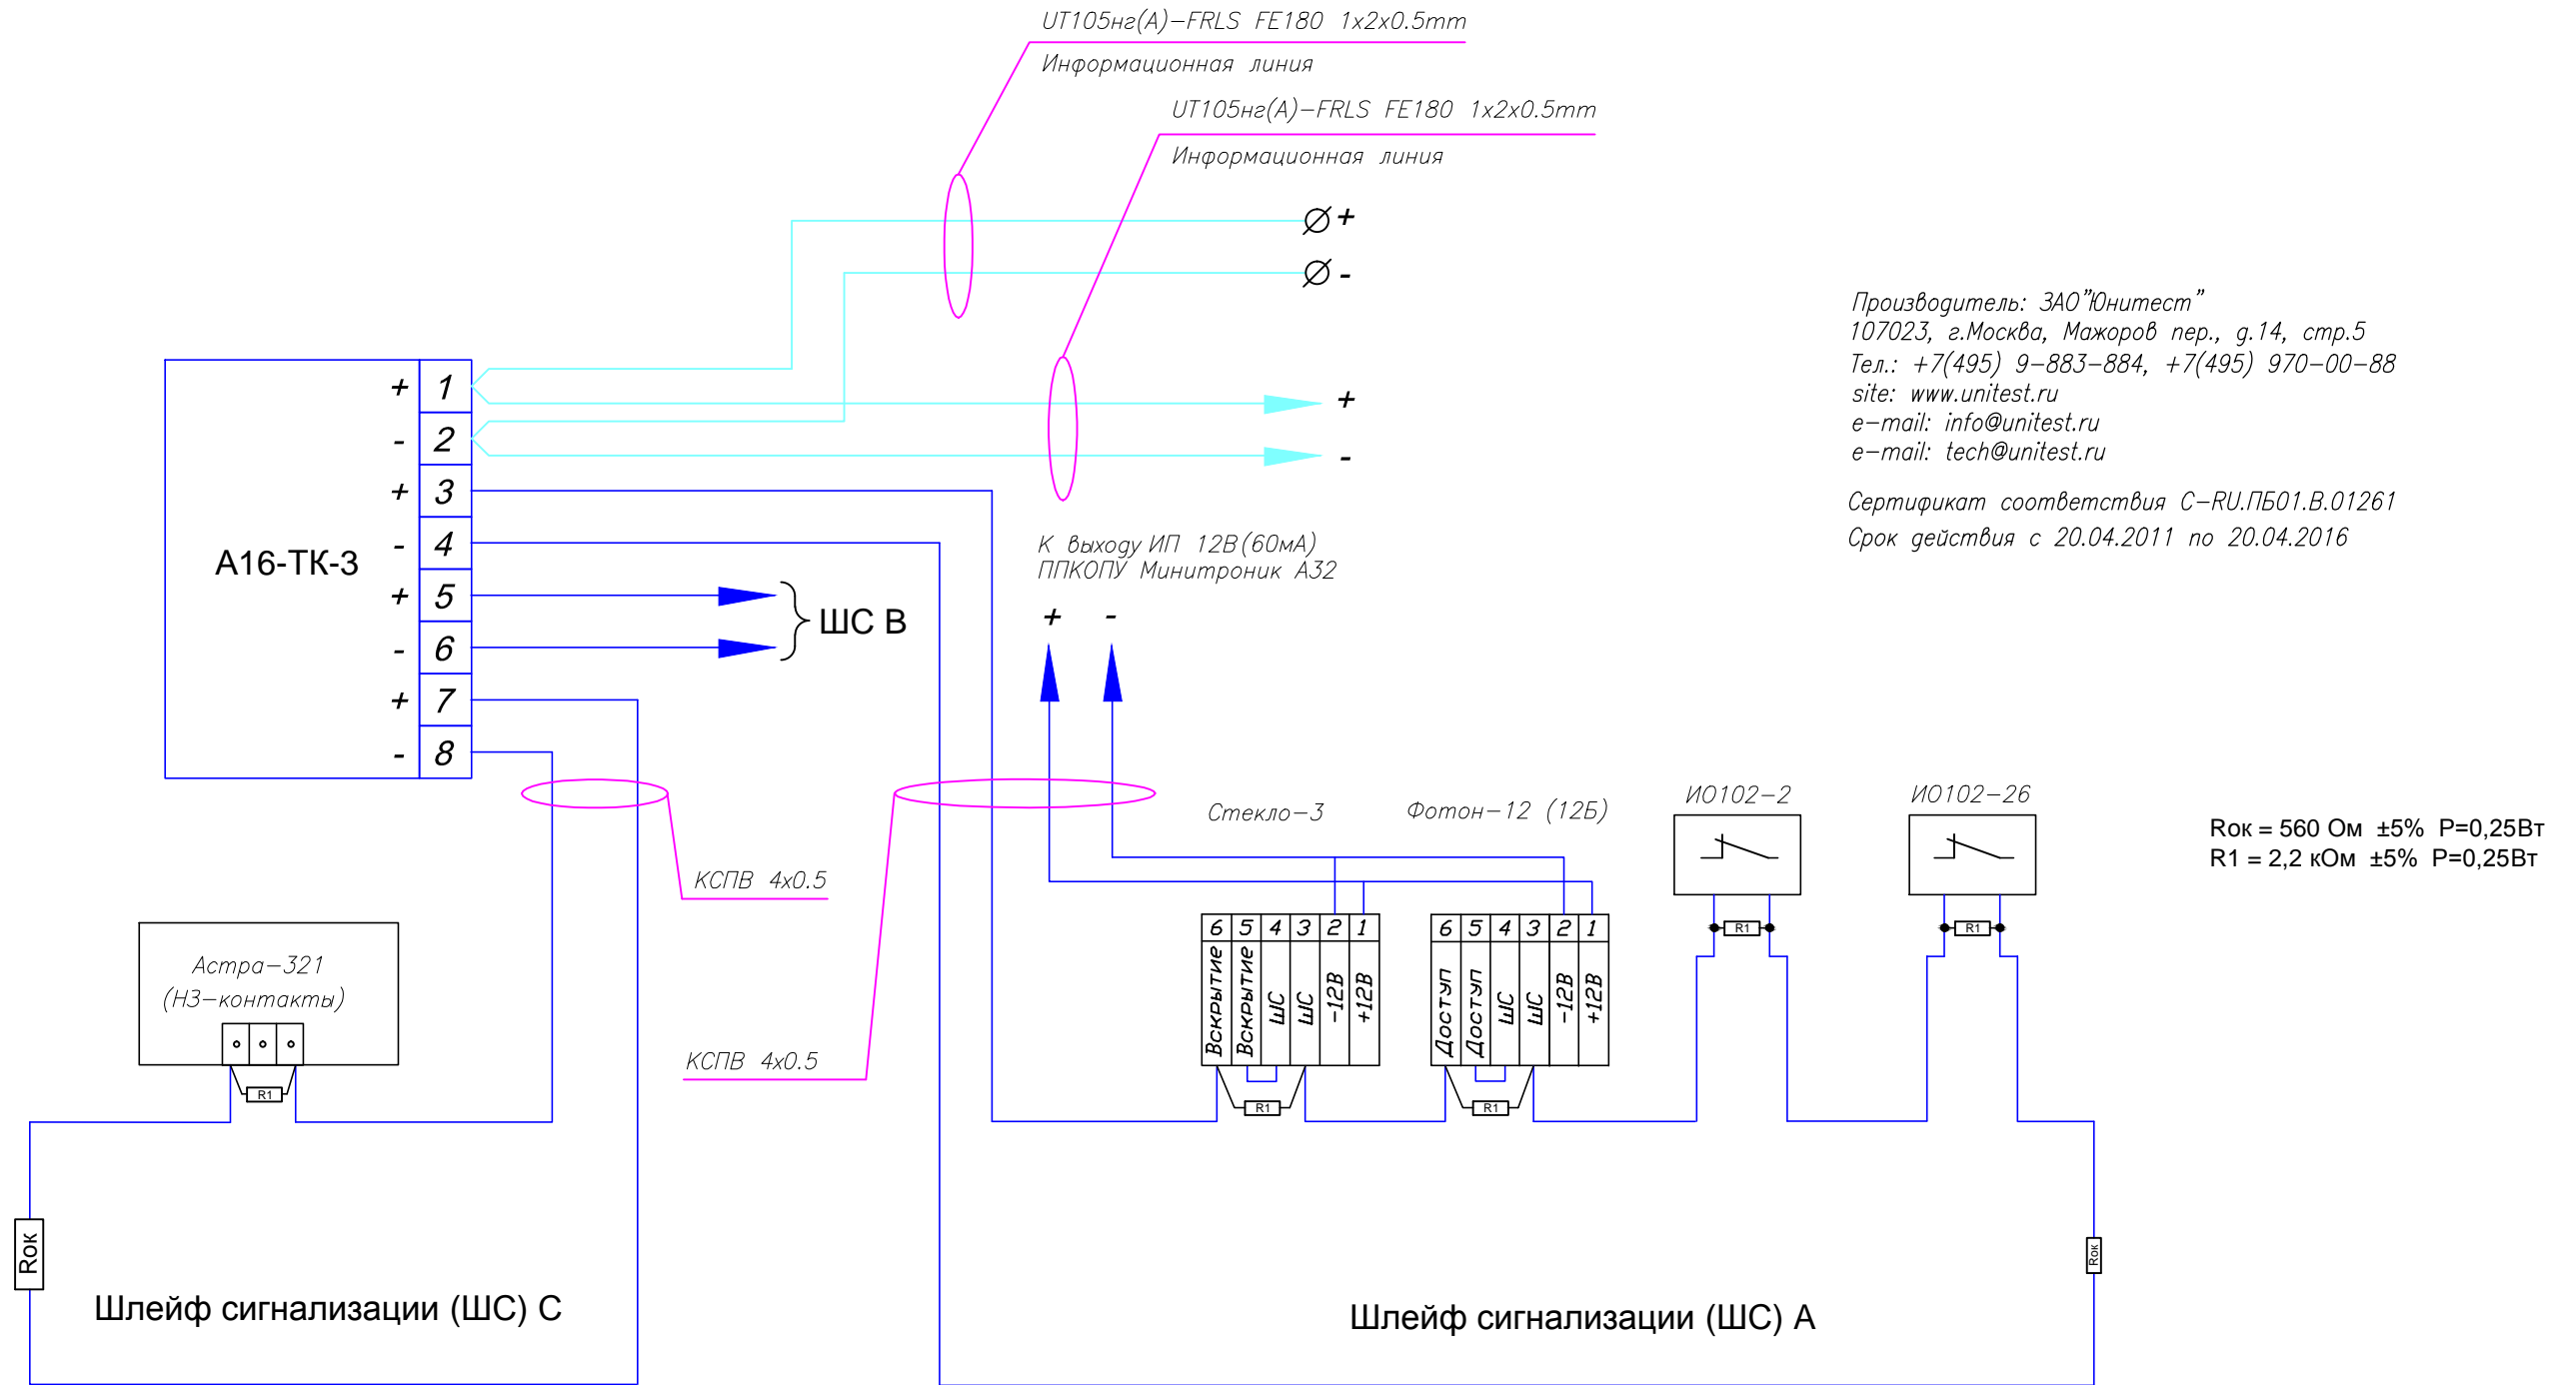 UT105нг(А)-FRLS FE180 1x2x0.5mm
Информационная линия
UT105нг(А)-FRLS FE180 1x2x0.5mm
Информационная линия
+
-
+
-
Производитель: ЗАО"Юнитест"
107023, г.Москва, Мажоров пер., д.14, стр.5
Тел.: +7(495) 9-883-884, +7(495) 970-00-88
site: www.unitest.ru
e-mail: info@unitest.ru
e-mail: tech@unitest.ru
Сертификат соответствия C-RU.ПБ01.В.01261
Срок действия с 20.04.2011 по 20.04.2016
А16-ТК-3
+ 1
- 2
+ 3
- 4
+ 5
- 6
+ 7
- 8
ШС В
К выходу ИП 12В(60мА)
ППКОПУ Минитроник А32
+ -
Стекло-3
Фотон-12 (12Б)
ИО102-2
ИО102-26
Rок = 560 Ом ±5% P=0,25Вт
R1 = 2,2 кОм ±5% P=0,25Вт
R1
R1
КСПВ 4x0.5
КСПВ 4x0.5
Астра-321
(НЗ-контакты)
R1
6 5 4 3 2 1
Вскрытие
Вскрытие
ШС
ШС
-12В
+12В
R1
6 5 4 3 2 1
Доступ
Доступ
ШС
ШС
-12В
+12В
R1
Rок
Rок
Шлейф сигнализации (ШС) С
Шлейф сигнализации (ШС) А